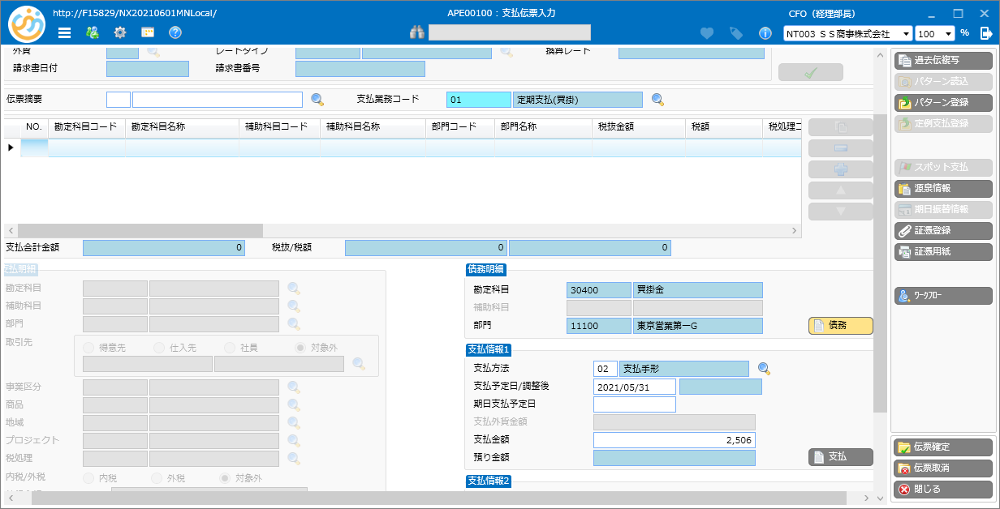 http://F15829/NX20210601MNLocal/
APE00100：支払伝票入力
CFO（経理部長）
NT003 ＳＳ商事株式会社
100
%
外貨
レートタイプ
換算レート
請求書日付
請求書番号
伝票摘要
支払業務コード
01
定期支払(買掛)
NO. 勘定科目コード 勘定科目名称 補助科目コード 補助科目名称 部門コード 部門名称 税抜金額 税額 税処理コ
支払合計金額
0
税抜/税額
0
0
支払明細
勘定科目
補助科目
部門
取引先
得意先 仕入先 社員 対象外
事業区分
商品
地域
プロジェクト
税処理
内税/外税
内税 外税 対象外
債務明細
勘定科目
30400
買掛金
補助科目
部門
11100
東京営業第一G
債務
支払情報1
支払方法
02
支払手形
支払予定日/調整後
2021/05/31
期日支払予定日
支払外貨金額
支払金額
2,506
預り金額
支払
支払情報2
過去伝複写
パターン読込
パターン登録
定例支払登録
スポット支払
源泉情報
期日振替情報
証憑登録
証憑用紙
ﾜｰｸﾌﾛｰ
伝票確定
伝票取消
閉じる